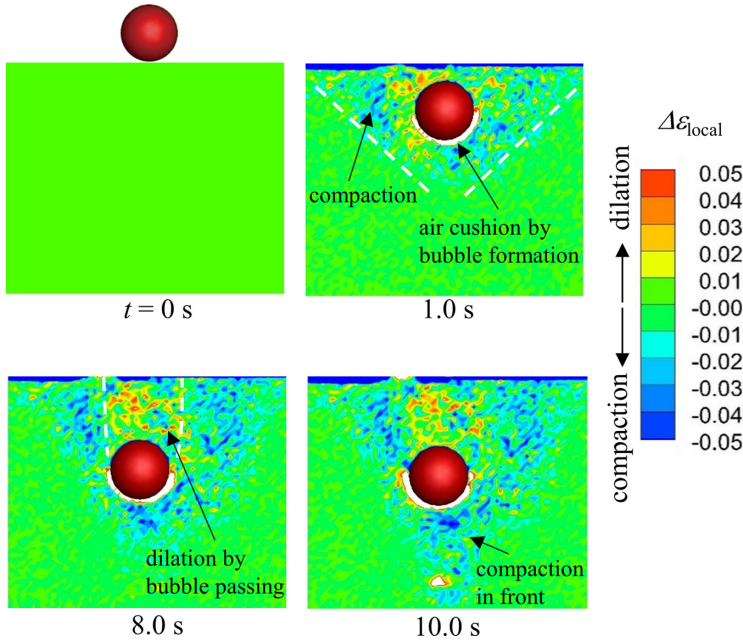 compaction
air cushion by
bubble formation
t = 0 s
1.0 s
Δε_local
dilation
compaction
0.05
0.04
0.03
0.02
0.01
-0.00
-0.01
-0.02
-0.03
-0.04
-0.05
dilation by
bubble passing
compaction
in front
8.0 s
10.0 s